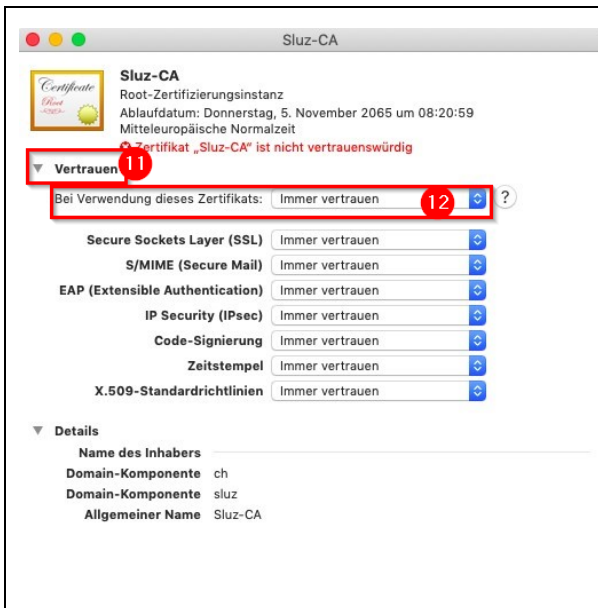 Sluz-CA
Certificate
Root
Sluz-CA
Root-Zertifizierungsinstanz
Ablaufdatum: Donnerstag, 5. November 2065 um 08:20:59
Mitteleuropäische Normalzeit
Zertifikat „Sluz-CA“ ist nicht vertrauenswürdig
Vertrauen 11
Bei Verwendung dieses Zertifikats: Immer vertrauen 12 ?
Secure Sockets Layer (SSL) Immer vertrauen
S/MIME (Secure Mail) Immer vertrauen
EAP (Extensible Authentication) Immer vertrauen
IP Security (IPsec) Immer vertrauen
Code-Signierung Immer vertrauen
Zeitstempel Immer vertrauen
X.509-Standardrichtlinien Immer vertrauen
Details
Name des Inhabers
Domain-Komponente ch
Domain-Komponente sluz
Allgemeiner Name Sluz-CA